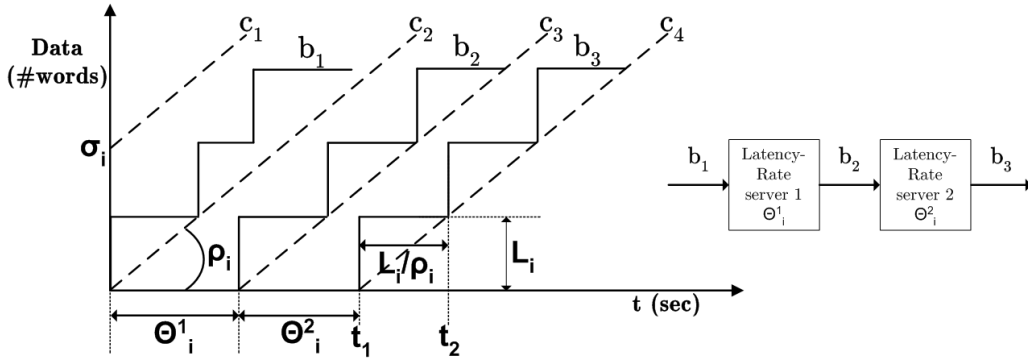 Data
(#words)
c₁
b₁
c₂
b₂
c₃
b₃
c₄
σᵢ
ρᵢ
Lᵢ/ρᵢ
Lᵢ
t (sec)
Θ¹ᵢ
Θ²ᵢ
t₁
t₂
b₁
Latency-
Rate
server 1
Θ¹ᵢ
b₂
Latency-
Rate
server 2
Θ²ᵢ
b₃